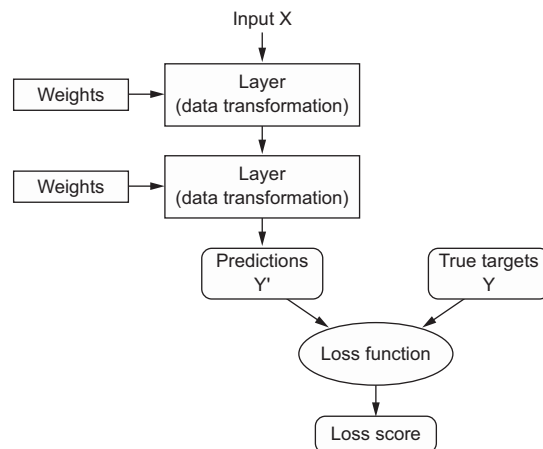 Input X
Layer
(data transformation)
Weights
Layer
(data transformation)
Weights
Predictions
Y'
True targets
Y
Loss function
Loss score